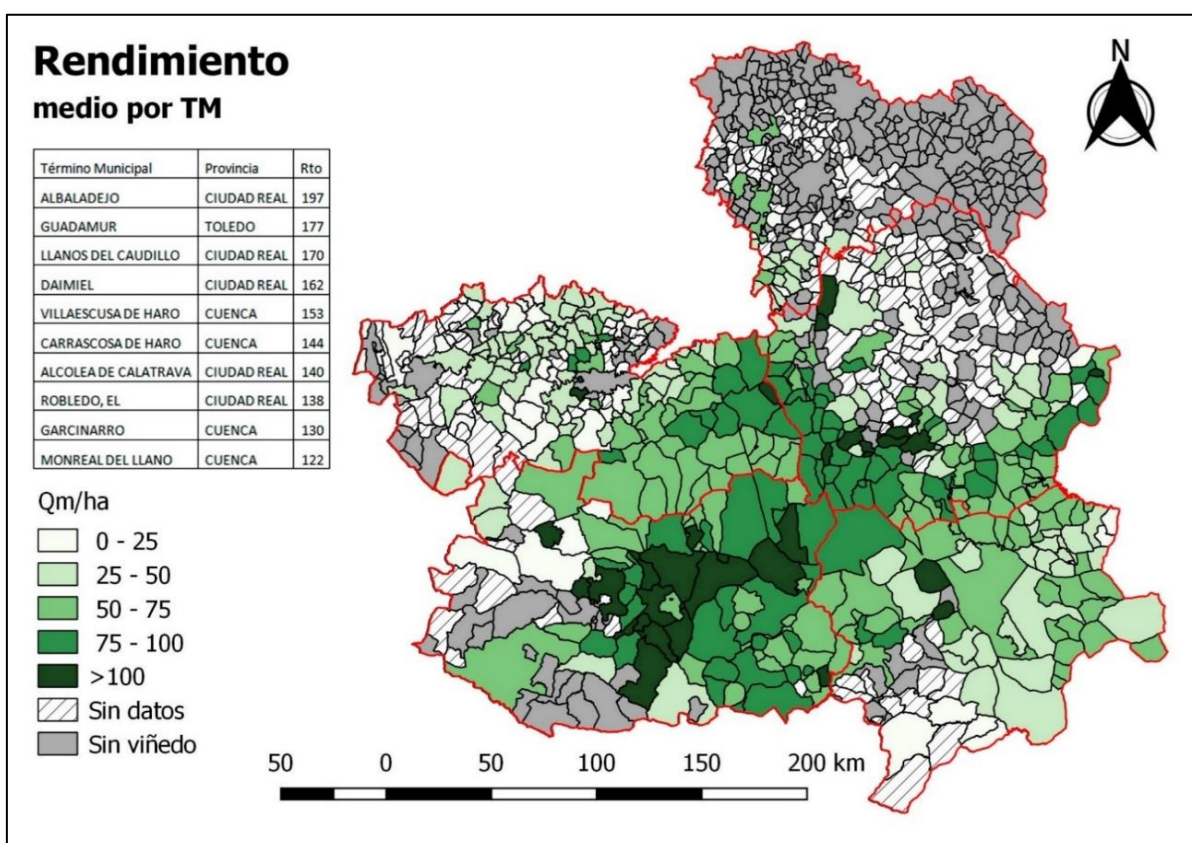 Rendimiento
medio por TM
N
Término Municipal Provincia Rto
ALBALADEJO CIUDAD REAL 197
GUADAMUR TOLEDO 177
LLANOS DEL CAUDILLO CIUDAD REAL 170
DAIMIEL CIUDAD REAL 162
VILLAESCUSA DE HARO CUENCA 153
CARRASCOSA DE HARO CUENCA 144
ALCOLEA DE CALATRAVA CIUDAD REAL 140
ROBLEDO, EL CIUDAD REAL 138
GARCINARRO CUENCA 130
MONREAL DEL LLANO CUENCA 122
Qm/ha
0 - 25
25 - 50
50 - 75
75 - 100
>100
Sin datos
Sin viñedo
50 0 50 100 150 200 km